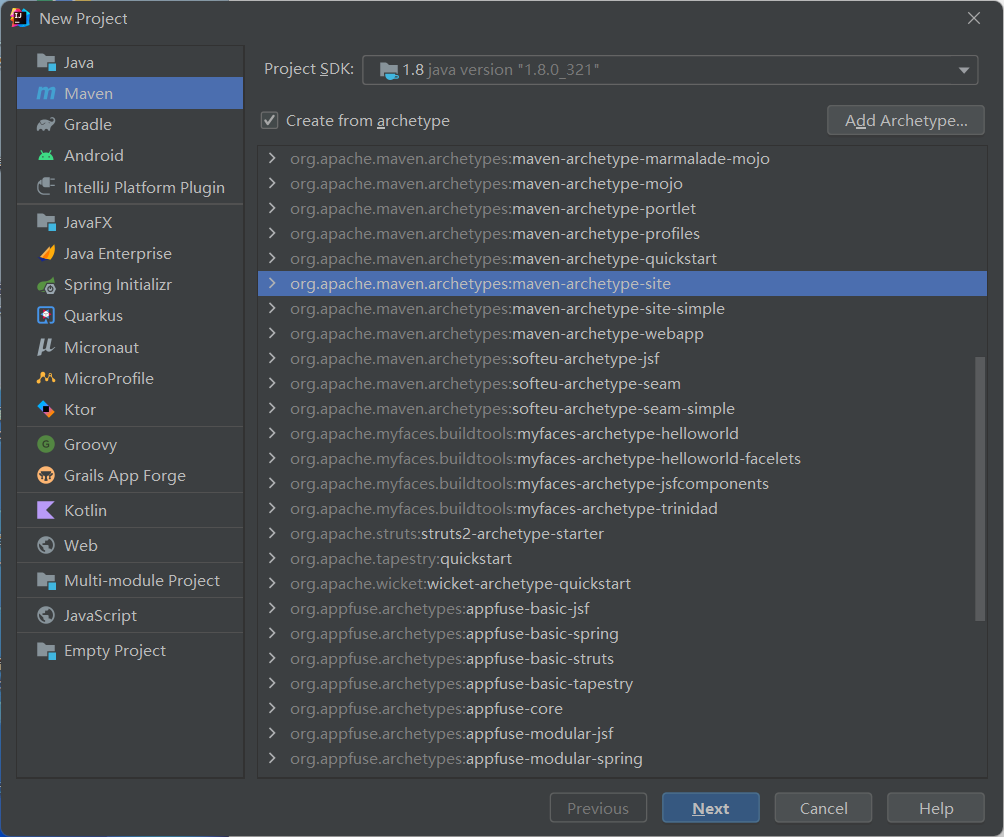 New Project
Java
Maven
Gradle
Android
IntelliJ Platform Plugin
JavaFX
Java Enterprise
Spring Initializr
Quarkus
Micronaut
MicroProfile
Ktor
Groovy
Grails App Forge
Kotlin
Web
Multi-module Project
JavaScript
Empty Project
Project SDK: 1.8 java version "1.8.0_321"
Create from archetype
Add Archetype...
org.apache.maven.archetypes:maven-archetype-marmalade-mojo
org.apache.maven.archetypes:maven-archetype-mojo
org.apache.maven.archetypes:maven-archetype-portlet
org.apache.maven.archetypes:maven-archetype-profiles
org.apache.maven.archetypes:maven-archetype-quickstart
org.apache.maven.archetypes:maven-archetype-site
org.apache.maven.archetypes:maven-archetype-site-simple
org.apache.maven.archetypes:maven-archetype-webapp
org.apache.maven.archetypes:softeu-archetype-jsf
org.apache.maven.archetypes:softeu-archetype-seam
org.apache.maven.archetypes:softeu-archetype-seam-simple
org.apache.myfaces.buildtools:myfaces-archetype-helloworld
org.apache.myfaces.buildtools:myfaces-archetype-helloworld-facelets
org.apache.myfaces.buildtools:myfaces-archetype-jsfcomponents
org.apache.myfaces.buildtools:myfaces-archetype-trinidad
org.apache.struts:struts2-archetype-starter
org.apache.tapestry:quickstart
org.apache.wicket:wicket-archetype-quickstart
org.appfuse.archetypes:appfuse-basic-jsf
org.appfuse.archetypes:appfuse-basic-spring
org.appfuse.archetypes:appfuse-basic-struts
org.appfuse.archetypes:appfuse-basic-tapestry
org.appfuse.archetypes:appfuse-core
org.appfuse.archetypes:appfuse-modular-jsf
org.appfuse.archetypes:appfuse-modular-spring
Previous
Next
Cancel
Help